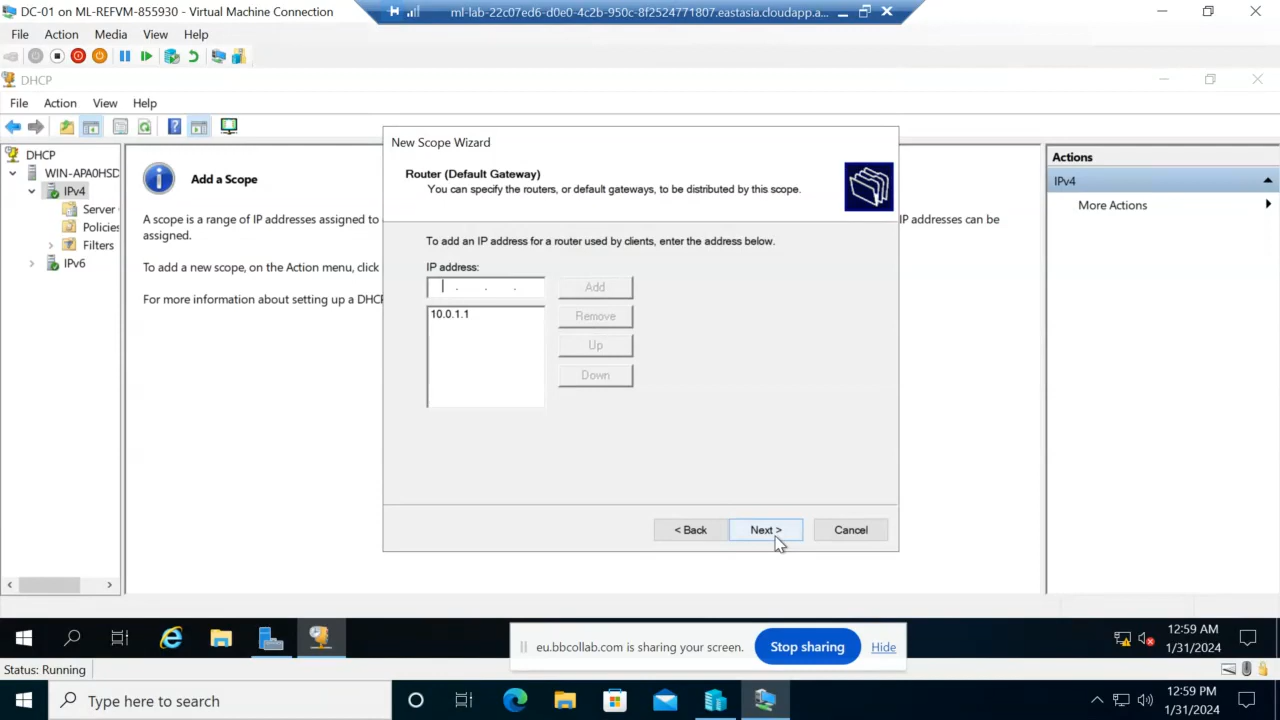 DC-01 on ML-REFVM-855930 - Virtual Machine Connection
ml-lab-22c07ed6-d0e0-4c2b-950c-8f2524771807.eastasia.cloudapp.a...
File Action Media View Help
DHCP
File Action View Help
DHCP
WIN-APA0HSD
IPv4
Server
Policies
Filters
IPv6
Add a Scope
A scope is a range of IP addresses assigned to
IP addresses can be
assigned.
To add a new scope, on the Action menu, click
For more information about setting up a DHCP
New Scope Wizard
Router (Default Gateway)
You can specify the routers, or default gateways, to be distributed by this scope.
To add an IP address for a router used by clients, enter the address below.
IP address:
. . .
Add
10.0.1.1
Remove
Up
Down
< Back Next > Cancel
Actions
IPv4
More Actions
eu.bbcollab.com is sharing your screen. Stop sharing Hide
12:59 AM
1/31/2024
Status: Running
Type here to search
12:59 PM
1/31/2024